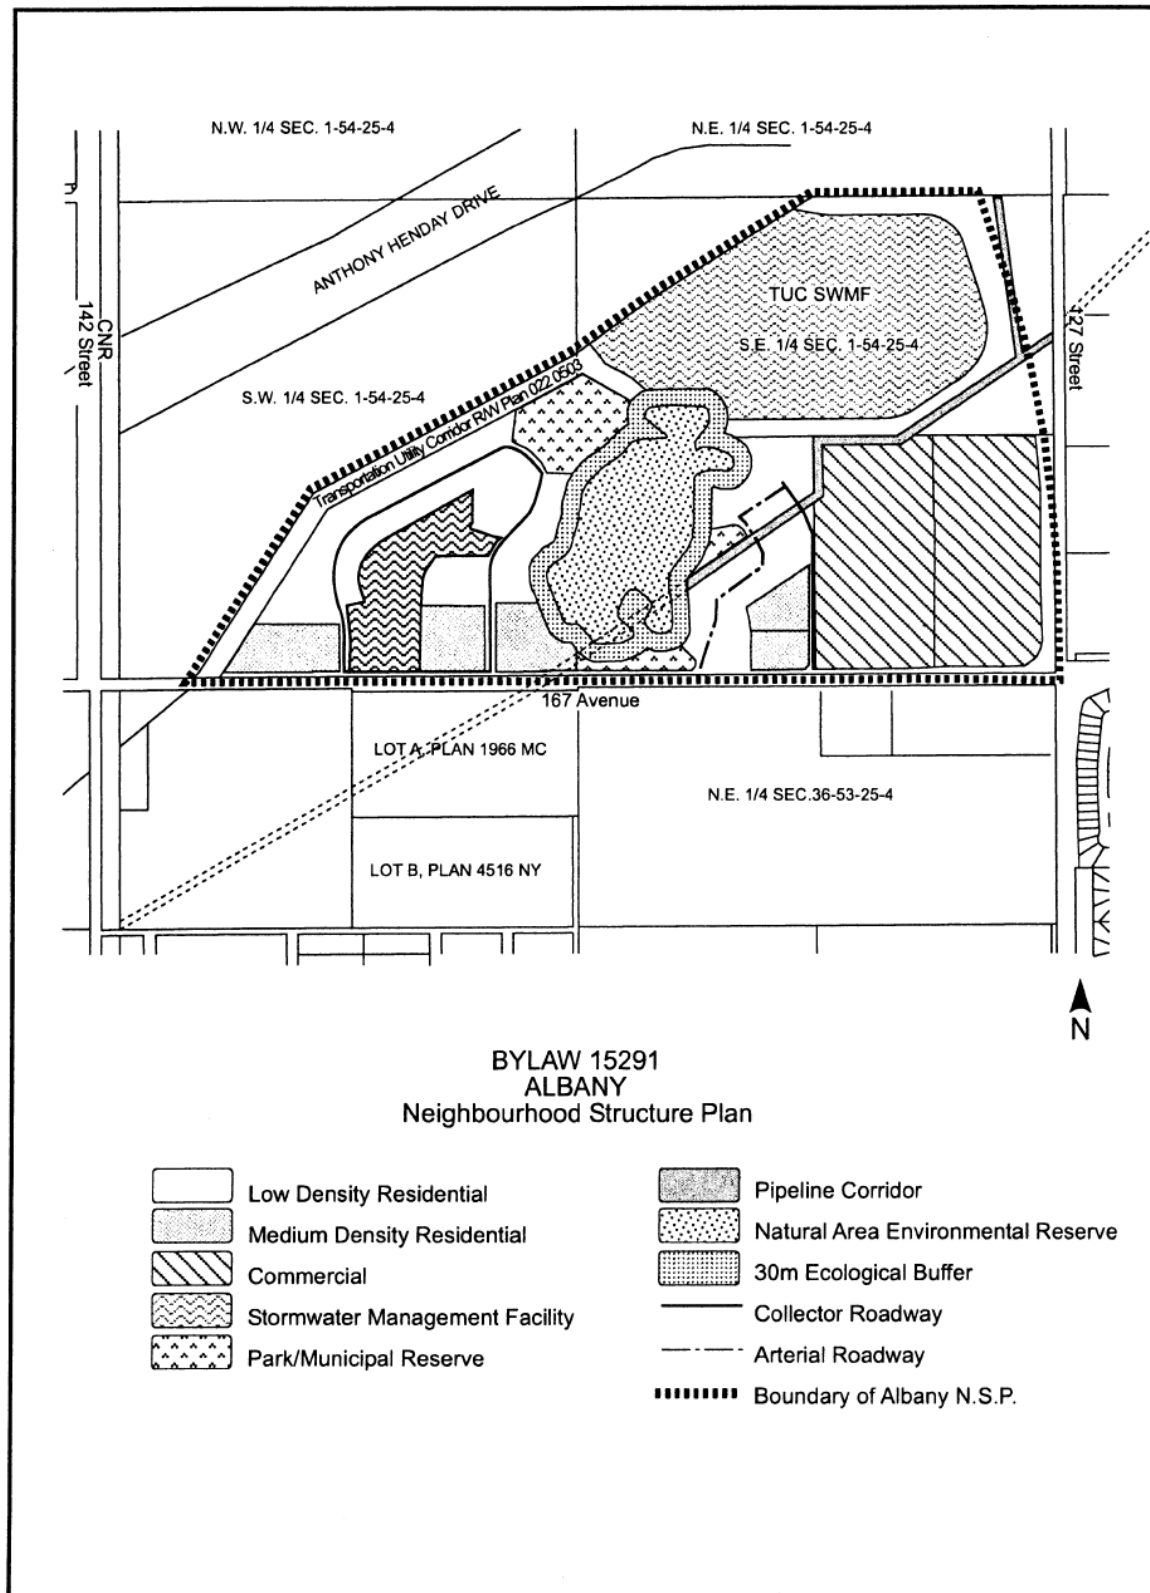 N.W. 1/4 SEC. 1-54-25-4
N.E. 1/4 SEC. 1-54-25-4
ANTHONY HENDAY DRIVE
TUC SWMF
S.E. 1/4 SEC. 1-54-25-4
CNR
142 Street
127 Street
S.W. 1/4 SEC. 1-54-25-4
Transportation Utility Corridor R/W Plan 022 0503
167 Avenue
LOT A, PLAN 1966 MC
N.E. 1/4 SEC.36-53-25-4
LOT B, PLAN 4516 NY
N
BYLAW 15291
ALBANY
Neighbourhood Structure Plan
Low Density Residential
Medium Density Residential
Commercial
Stormwater Management Facility
Park/Municipal Reserve
Pipeline Corridor
Natural Area Environmental Reserve
30m Ecological Buffer
Collector Roadway
Arterial Roadway
Boundary of Albany N.S.P.